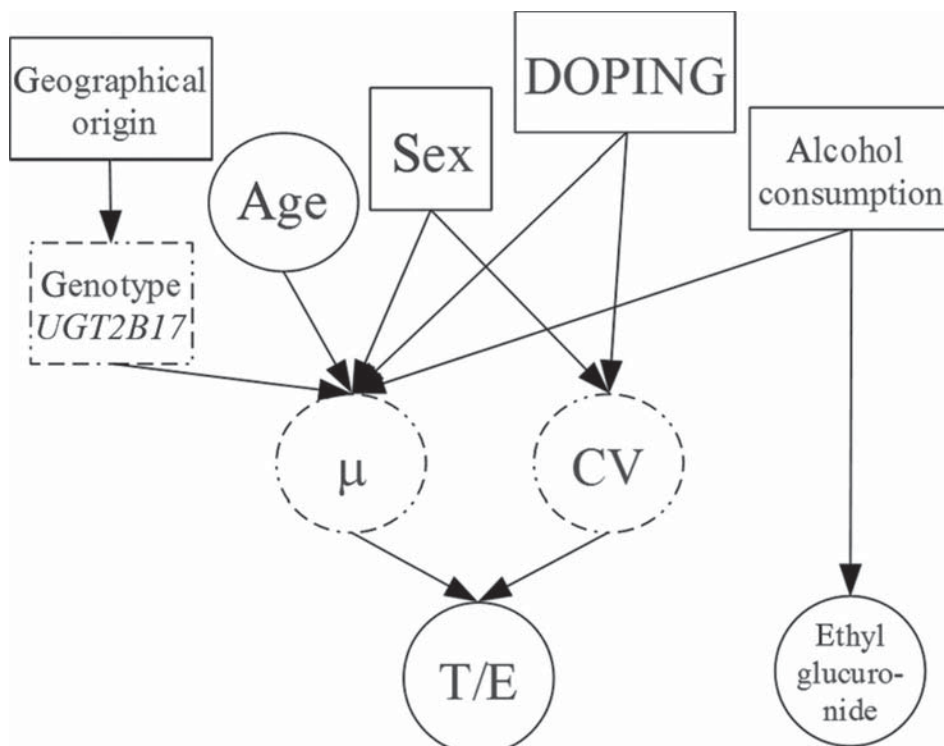 Geographical
origin
Age
Sex
DOPING
Alcohol
consumption
Genotype
UGT2B17
μ
CV
T/E
Ethyl
glucuro-
nide